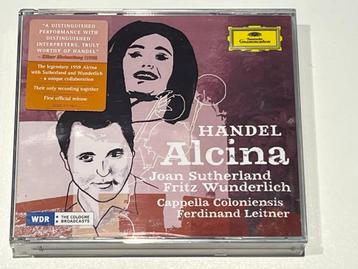 "A DISTINGUISHED
PERFORMANCE WITH
DISTINGUISHED
INTERPRETERS, TRULY
WORTHY OF HANDEL"
The legendary 1959 Alcina
with Sutherland and Wunderlich
- a unique collaboration
Their only recording together
First official release
Deutsche
Grammophon
HANDEL
Alcina
Joan Sutherland
Fritz Wunderlich
Cappella Coloniensis
Ferdinand Leitner
WDR
THE COLOGNE
BROADCASTS